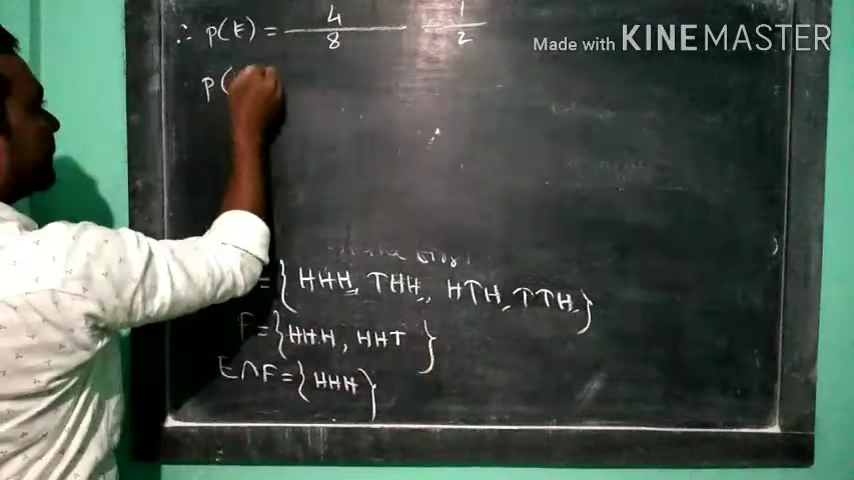 ∴ P(E) = 4/8 = 1/2
Made with KINEMASTER
P(
= { HHH, THH, HTH, TTH }
F = { HHH, HHT }
E∩F = { HHH }